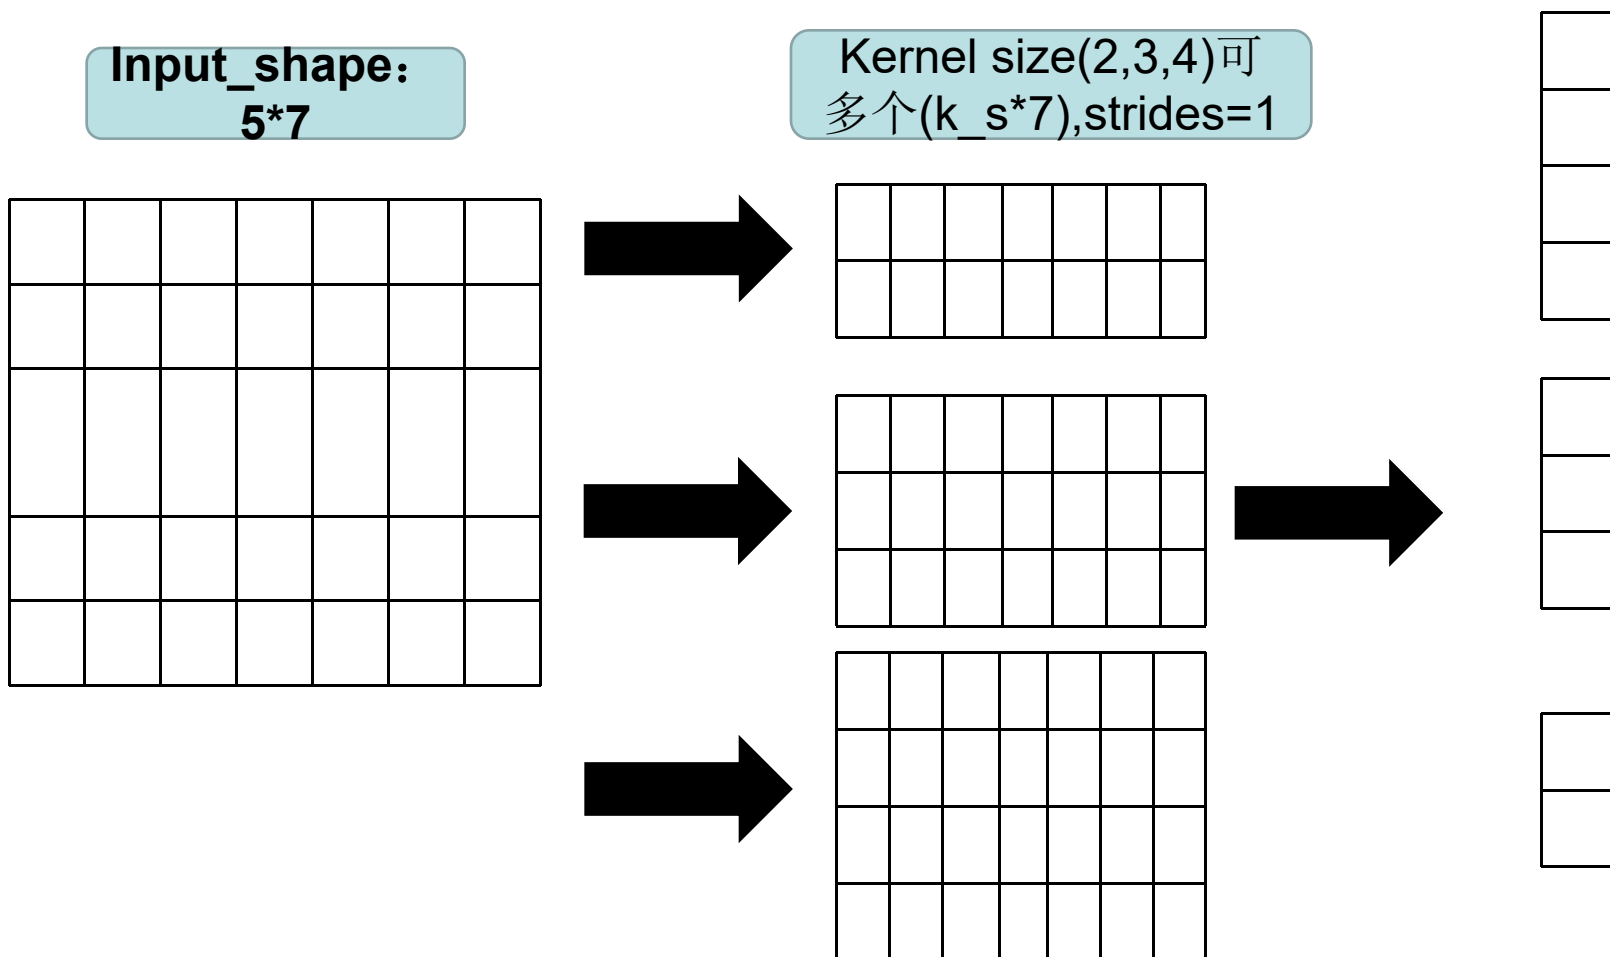 Input_shape：
5*7
Kernel size(2,3,4)可
多个(k_s*7),strides=1